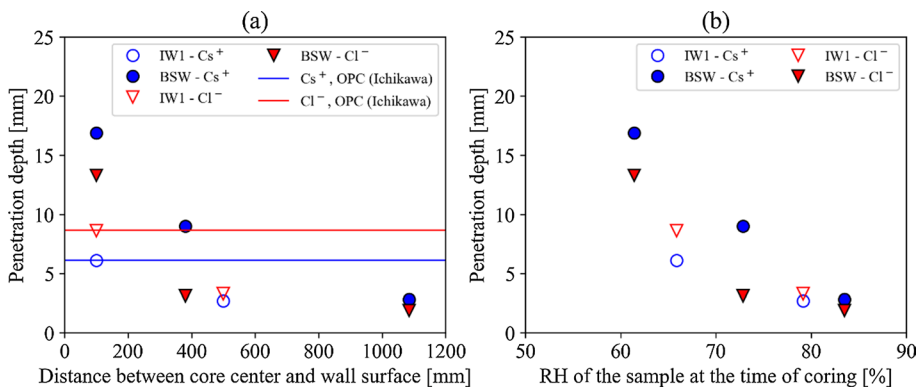 (a)
25
20
15
10
5
0
Penetration depth [mm]
IW1 - Cs⁺
BSW - Cs⁺
IW1 - Cl⁻
BSW - Cl⁻
Cs⁺, OPC (Ichikawa)
Cl⁻, OPC (Ichikawa)
0 200 400 600 800 1000 1200
Distance between core center and wall surface [mm]
(b)
25
20
15
10
5
0
Penetration depth [mm]
IW1 - Cs⁺
BSW - Cs⁺
IW1 - Cl⁻
BSW - Cl⁻
50 60 70 80 90
RH of the sample at the time of coring [%]